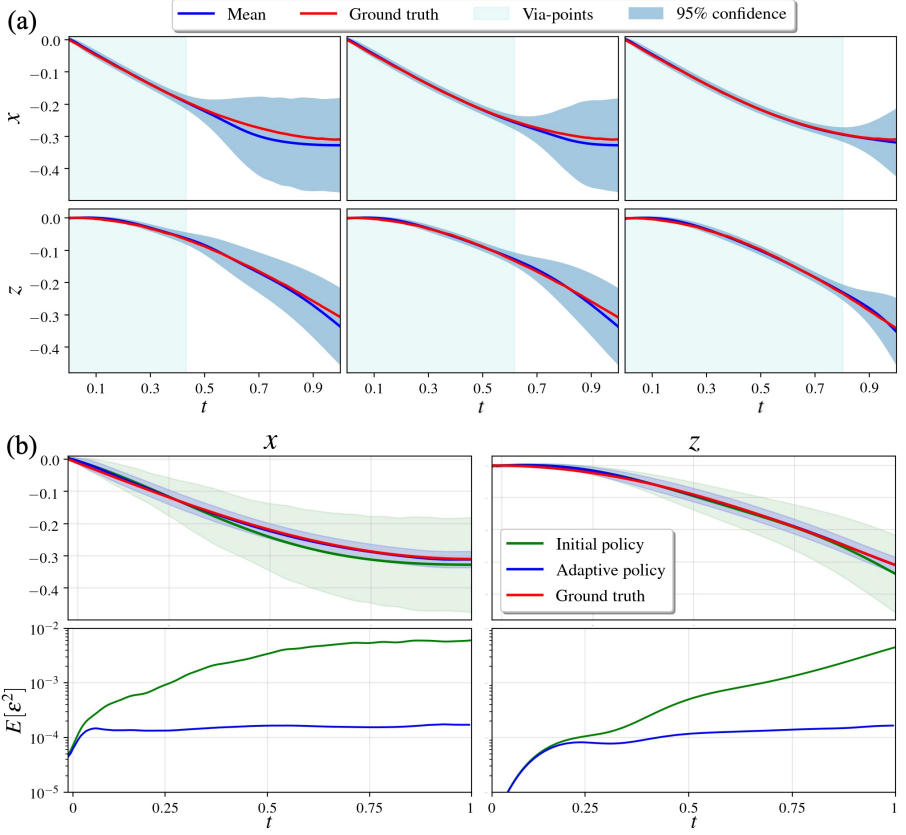 (a)
Mean Ground truth Via-points 95% confidence
0.0
−0.1
−0.2
−0.3
−0.4
x
0.0
−0.1
−0.2
−0.3
−0.4
z
0.1 0.3 0.5 0.7 0.9 0.1 0.3 0.5 0.7 0.9 0.1 0.3 0.5 0.7 0.9
t t t
(b)
x z
0.0
−0.1
−0.2
−0.3
−0.4
Initial policy
Adaptive policy
Ground truth
10⁻²
10⁻³
10⁻⁴
10⁻⁵
E[ε²]
0 0.25 0.5 0.75 1 0 0.25 0.5 0.75 1
t t